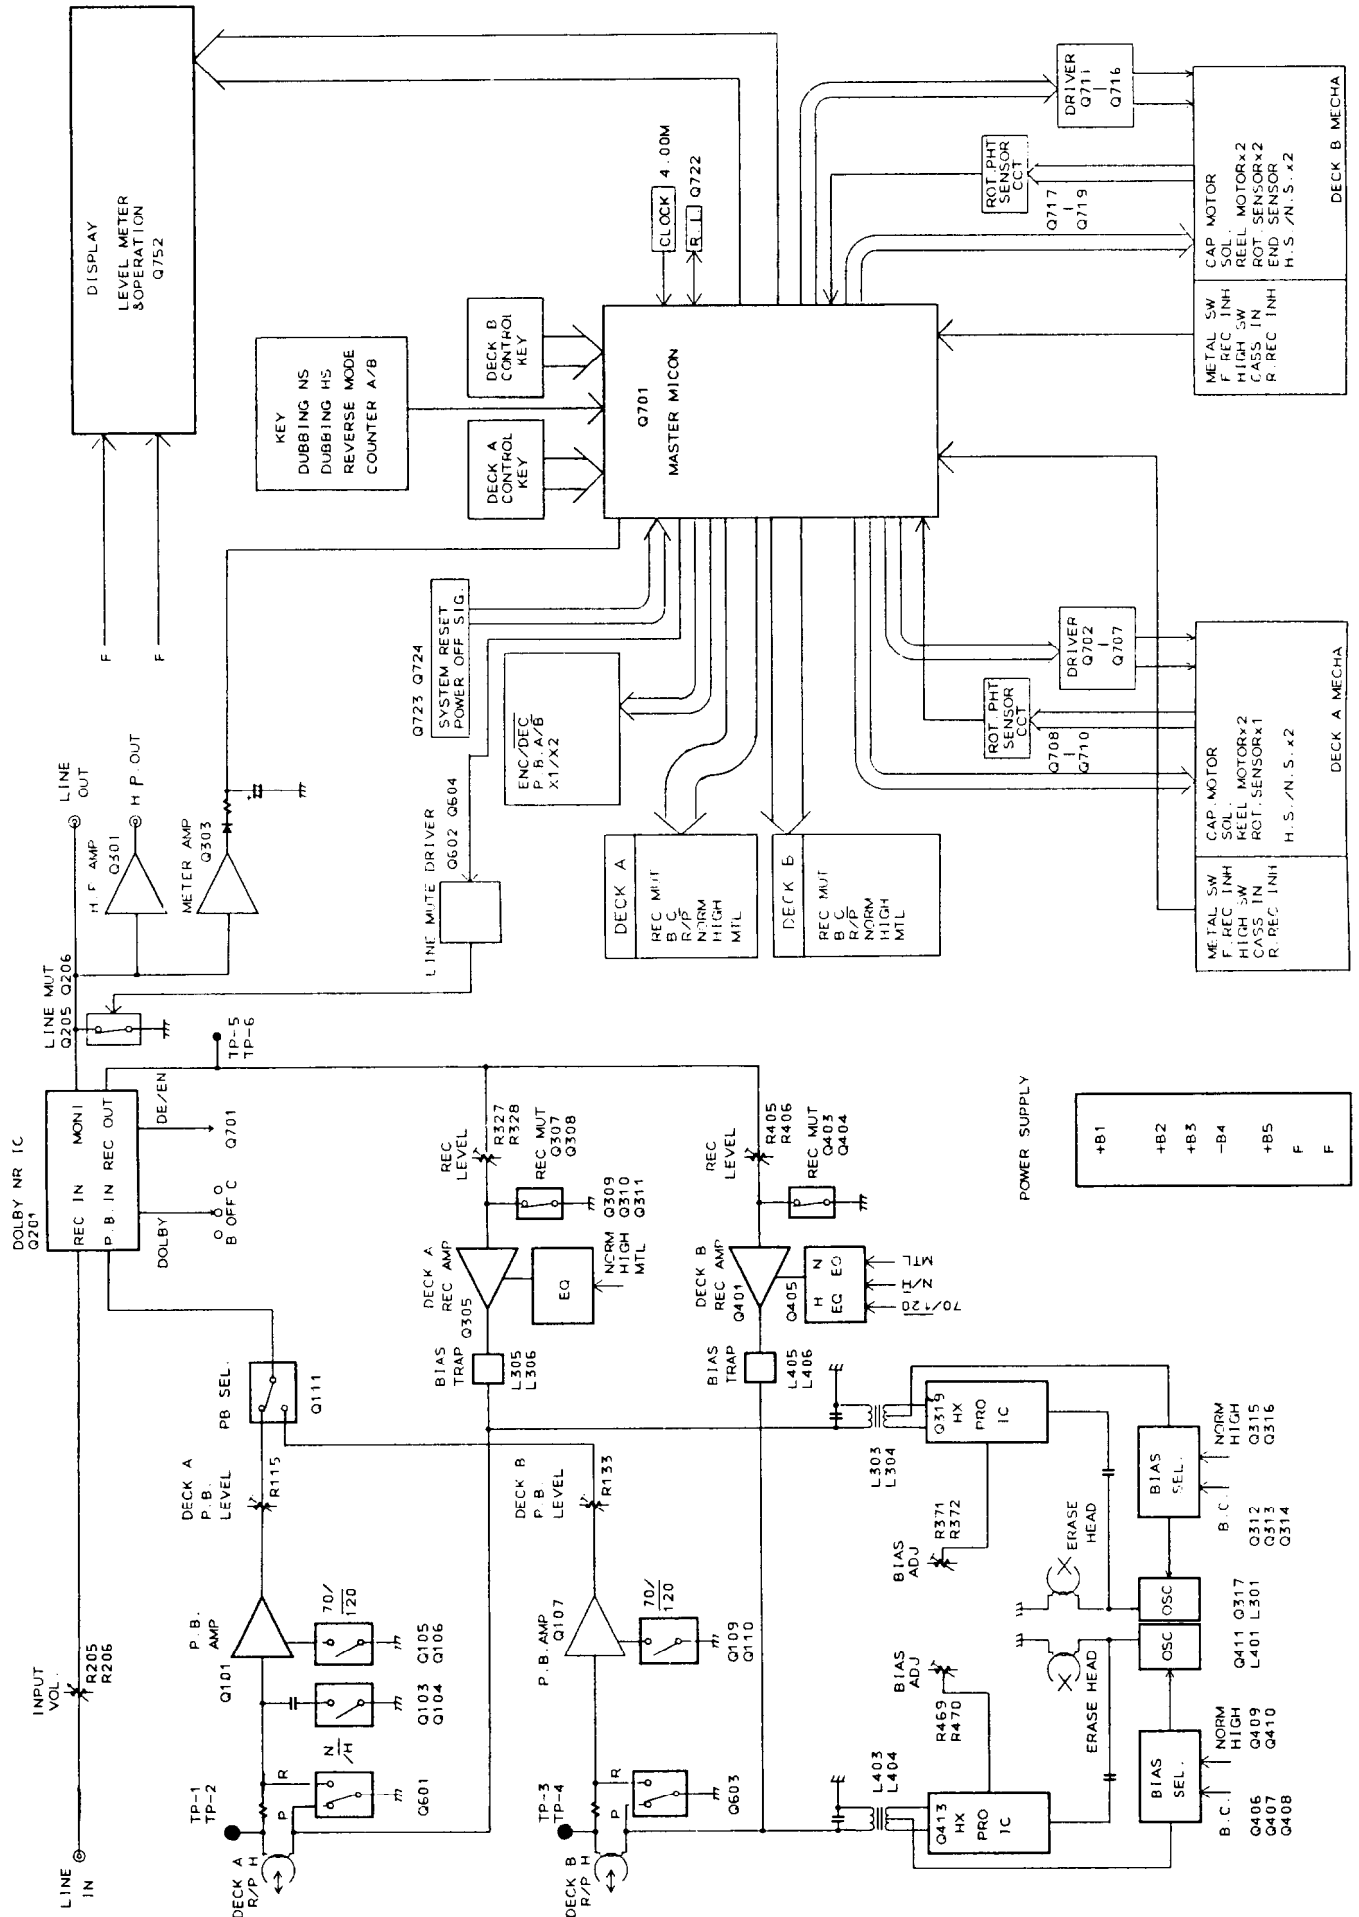 LINE
IN
INPUT
VOL.
R205
R206
DOLBY NR IC
Q201
REC IN
MONI
P.B. IN
REC OUT
DOLBY
B OFF C
DE/EN
Q701
LINE MUT
Q205 Q206
TP-5
TP-6
LINE
OUT
AMP
Q301
H P.OUT
METER AMP
Q303
F
F
DISPLAY
LEVEL METER
&OPERATION
Q752
TP-1
TP-2
DECK A
R/P H
R
P
N
/H
Q601
Q103
Q104
Q101
P.B.
AMP
70/
120
Q105
Q106
DECK A
P.B.
LEVEL
R115
PB SEL.
Q111
TP-3
TP-4
DECK B
R/P H
R
P
Q603
P.B.AMP
Q107
70/
120
Q109
Q110
DECK B
P.B.
LEVEL
R133
BIAS
TRAP
L305
L306
DECK A
REC AMP
Q305
EQ
NORM
HIGH
MTL
Q309
Q310
Q311
REC MUT
Q307
Q308
REC
LEVEL
R327
R328
BIAS
TRAP
L405
L406
DECK B
REC AMP
Q401
Q405
H N
EQ EQ
70/120
N/H
MTL
REC MUT
Q403
Q404
REC
LEVEL
R405
R406
LINE MUTE DRIVER
Q602 Q604
Q723 Q724
SYSTEM RESET
POWER OFF SIG.
ENC/DEC
P.B.A/B
X1/X2
DECK A
REC MUT
B C
R/P
NORM
HIGH
MTL
DECK B
REC MUT
B C
R/P
NORM
HIGH
MTL
KEY
DUBBING NS
DUBBING HS
REVERSE MODE
COUNTER A/B
DECK A
CONTROL
KEY
DECK B
CONTROL
KEY
CLOCK
4.00M
Q722
Q701
MASTER MICON
L403
L404
Q413
HX
PRO
IC
BIAS
ADJ
R469
R470
ERASE HEAD
BIAS
SEL.
B.C.
NORM
HIGH
Q406
Q407
Q408
Q409
Q410
OSC
Q411
L401
OSC
Q317
L301
L303
L304
Q319
HX
PRO
IC
BIAS
ADJ
R371
R372
ERASE
HEAD
BIAS
SEL.
B.C.
NORM
HIGH
Q312
Q313
Q314
Q315
Q316
POWER SUPPLY
+B1
+B2
+B3
-B4
+B5
F
F
ROT.PHT
SENSOR
CCT
Q708
|
Q710
DRIVER
Q702
|
Q707
METAL SW
F.REC INH
HIGH SW
CASS IN
R.REC INH
CAP.MOTOR
SOL.
REEL MOTORx2
ROT.SENSORx1
H.S./N.S.x2
DECK A MECHA
ROT.PHT
SENSOR
CCT
Q717
|
Q719
DRIVER
Q711
|
Q716
METAL SW
F REC INH
HIGH SW
CASS IN
R.REC INH
CAP MOTOR
SOL.
REEL MOTORx2
ROT.SENSORx2
END SENSOR
H.S./N.S.x2
DECK B MECHA